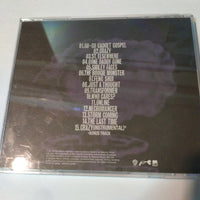 01.GO-GO GADGET GOSPEL
02.CRAZY
03.ST. ELSEWHERE
04.GONE DADDY GONE
05.SMILEY FACES
06.THE BOOGIE MONSTER
07.FENG SHUI
08.JUST A THOUGHT
09.TRANSFORMER
10.WHO CARES?
11.ONLINE
12.NECROMANCER
13.STORM COMING
14.THE LAST TIME
15.CRAZY(INSTRUMENTAL)*
*BONUS TRACK